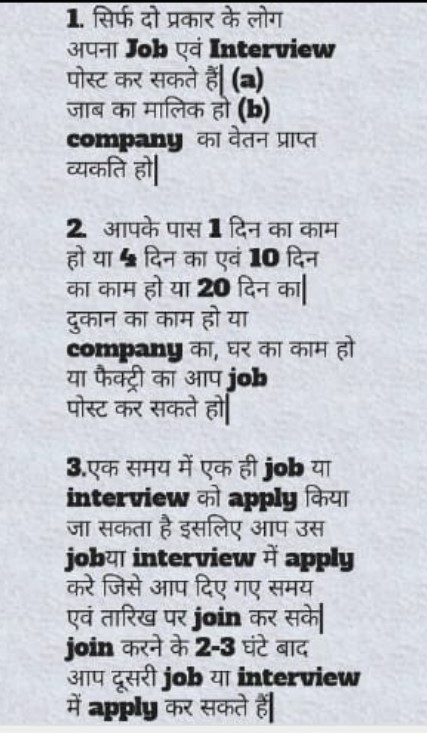 1. सिर्फ दो प्रकार के लोग
अपना Job एवं Interview
पोस्ट कर सकते हैं| (a)
जाब का मालिक हो (b)
company का वेतन प्राप्त
व्यकति हो|
2. आपके पास 1 दिन का काम
हो या 4 दिन का एवं 10 दिन
का काम हो या 20 दिन का|
दुकान का काम हो या
company का, घर का काम हो
या फैक्ट्री का आप job
पोस्ट कर सकते हो|
3.एक समय में एक ही job या
interview को apply किया
जा सकता है इसलिए आप उस
jobया interview में apply
करे जिसे आप दिए गए समय
एवं तारिख पर join कर सके|
join करने के 2-3 घंटे बाद
आप दूसरी job या interview
में apply कर सकते हैं|